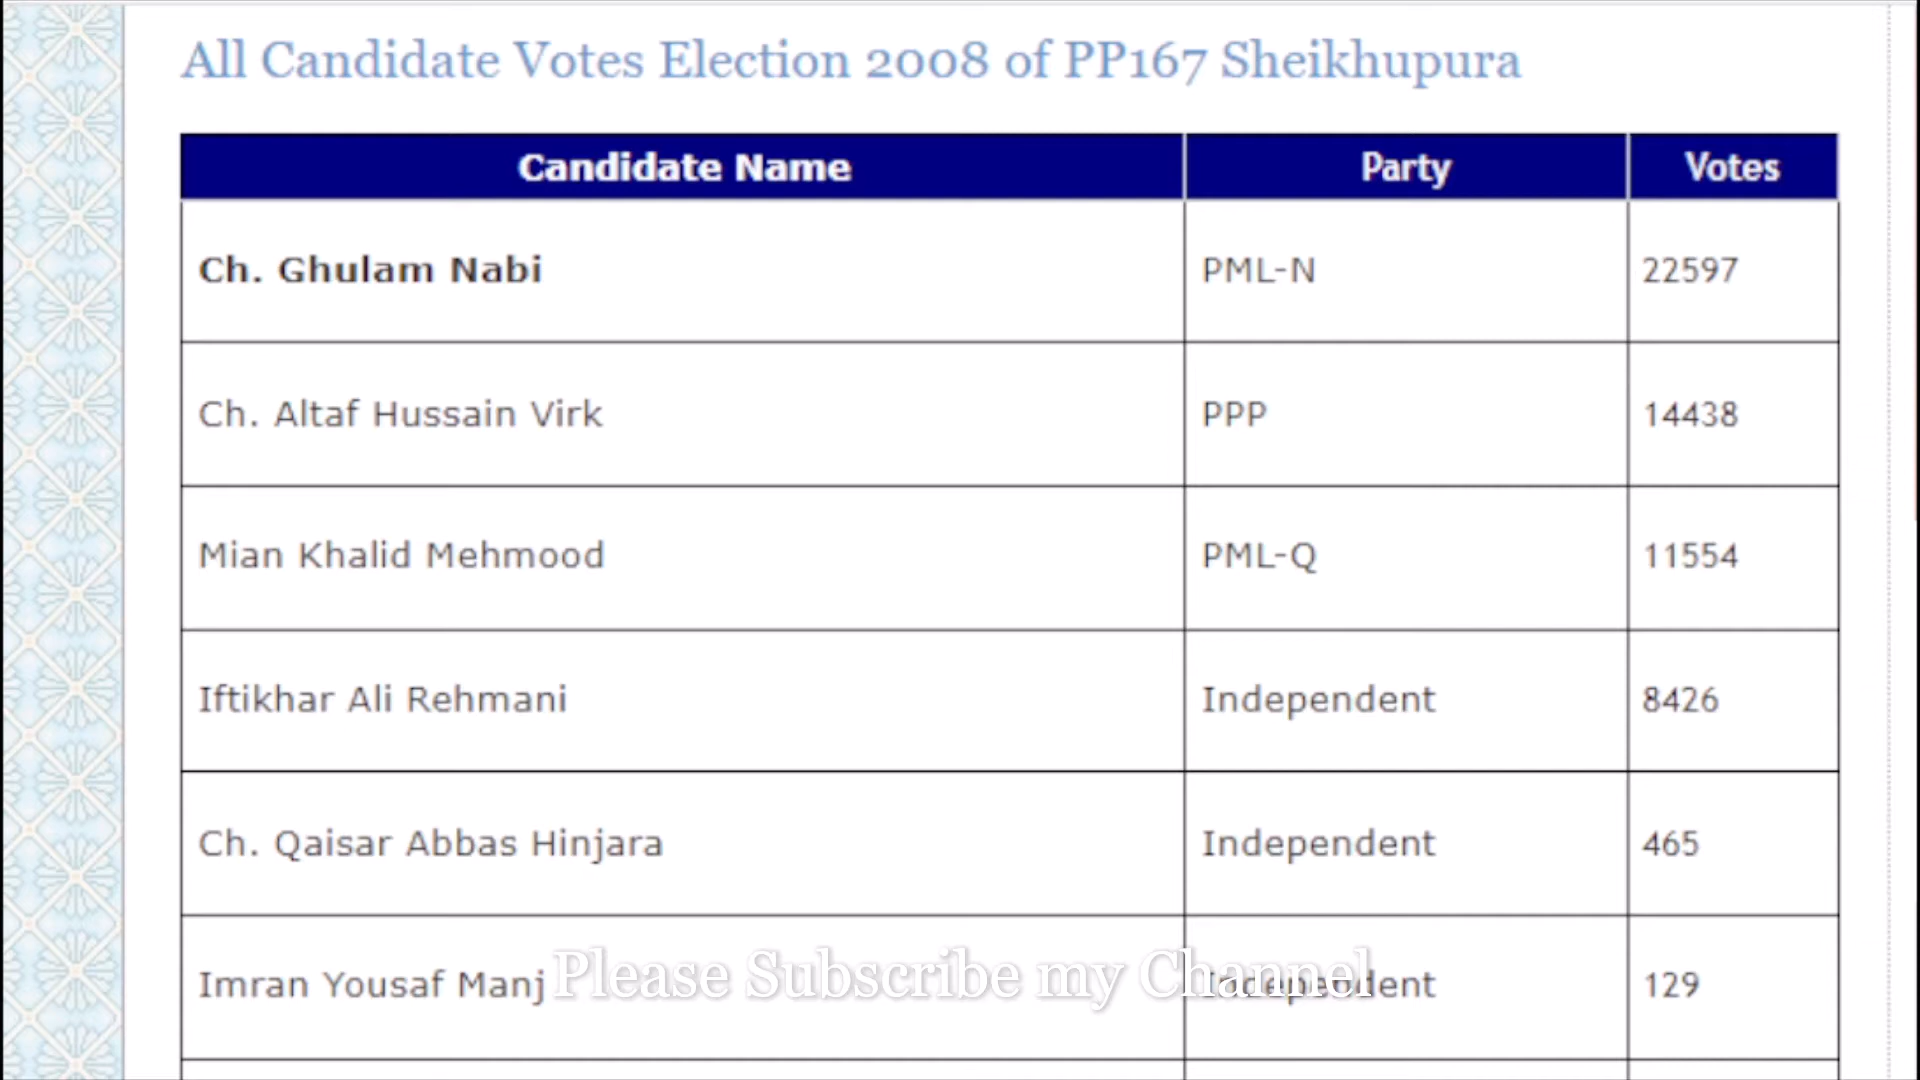 All Candidate Votes Election 2008 of PP167 Sheikhupura
Candidate Name Party Votes
Ch. Ghulam Nabi PML-N 22597
Ch. Altaf Hussain Virk PPP 14438
Mian Khalid Mehmood PML-Q 11554
Iftikhar Ali Rehmani Independent 8426
Ch. Qaisar Abbas Hinjara Independent 465
Imran Yousaf Manj Independent 129
Please Subscribe my Channel